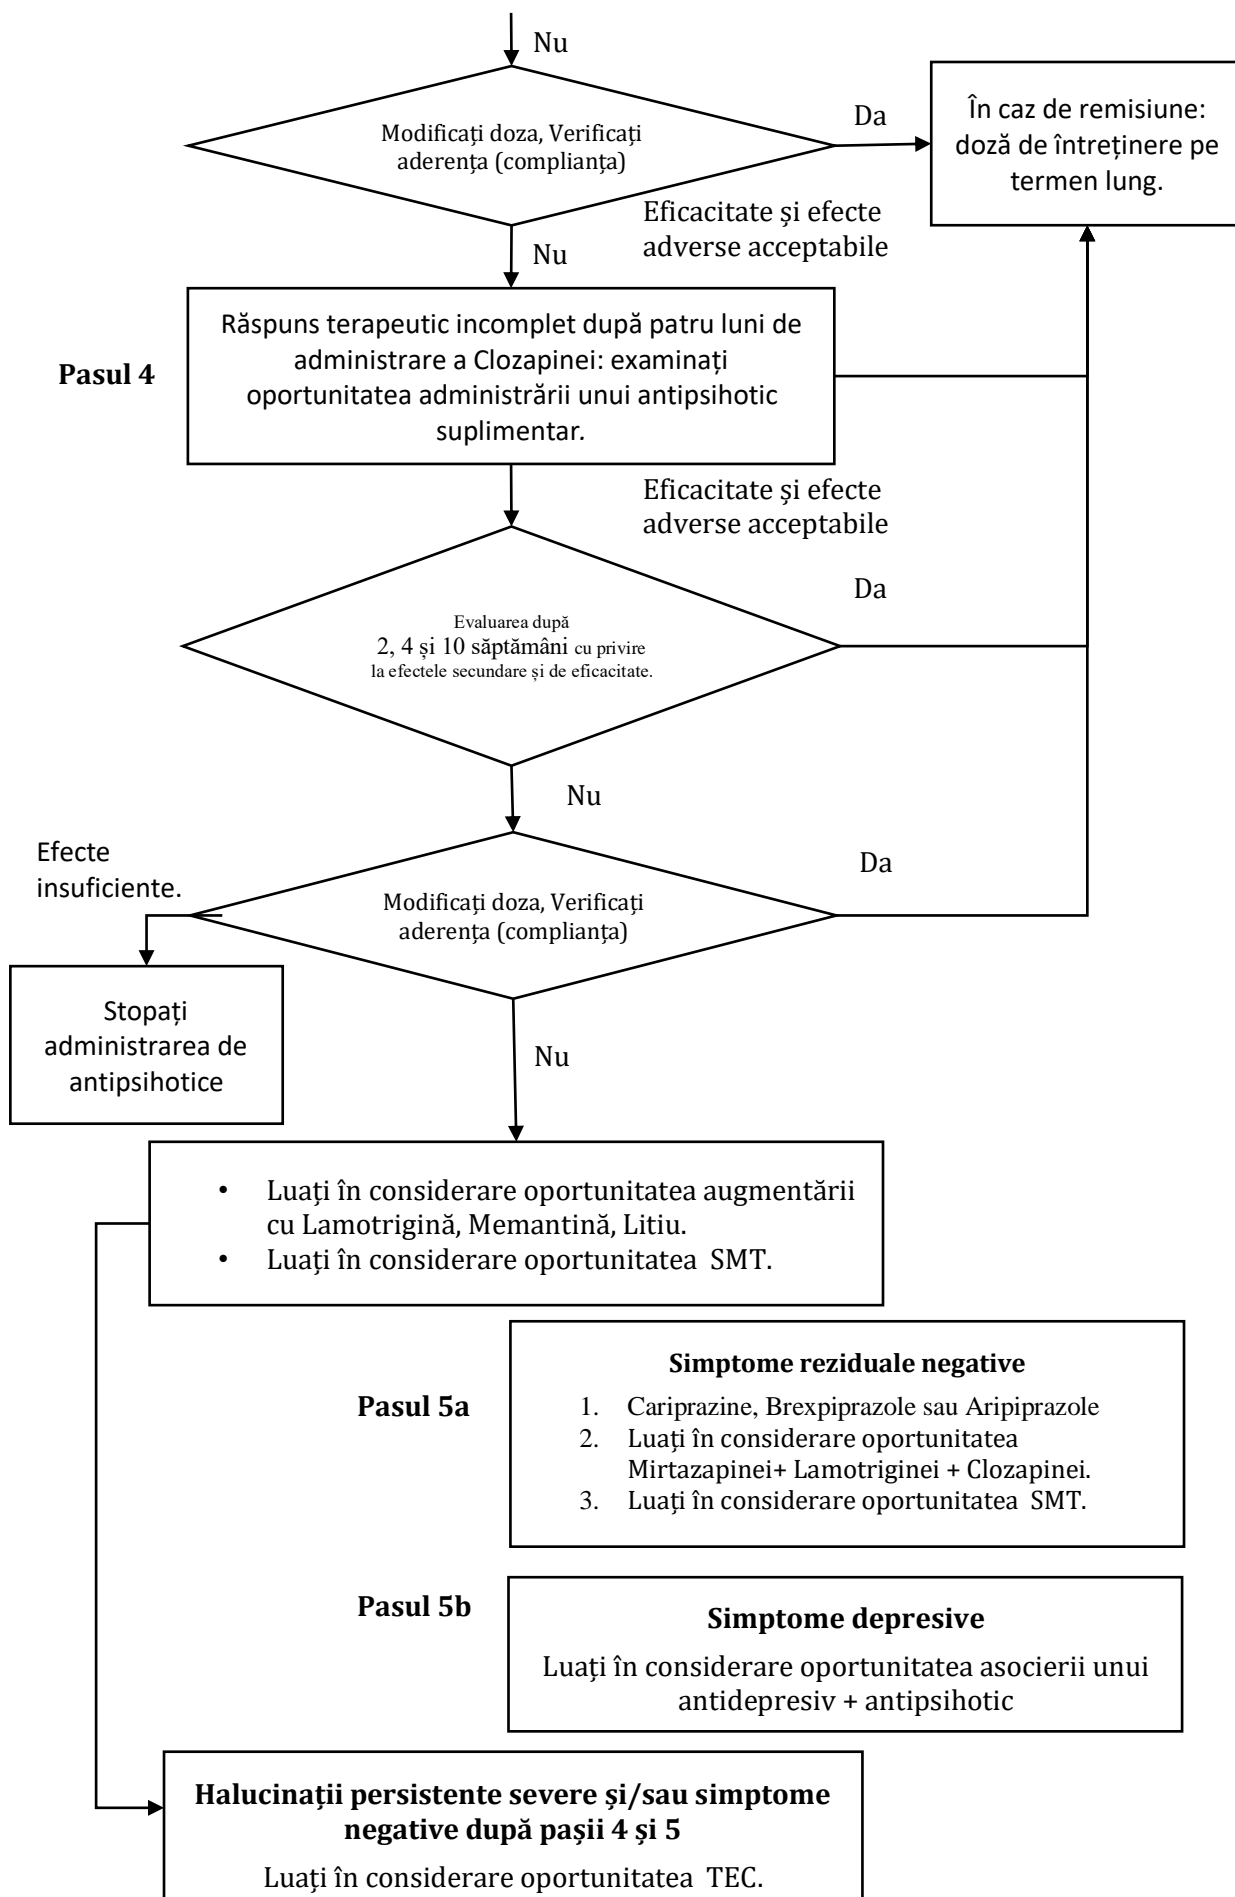 Nu
Modificați doza, Verificați
aderența (complianța)
Da
În caz de remisiune:
doză de întreținere pe
termen lung.
Eficacitate și efecte
adverse acceptabile
Nu
Pasul 4
Răspuns terapeutic incomplet după patru luni de
administrare a Clozapinei: examinați
oportunitatea administrării unui antipsihotic
suplimentar.
Eficacitate și efecte
adverse acceptabile
Da
Evaluarea după
2, 4 și 10 săptămâni cu privire
la efectele secundare și de eficacitate.
Nu
Efecte
insuficiente.
Da
Modificați doza, Verificați
aderența (complianța)
Stopați
administrarea de
antipsihotice
Nu
• Luați în considerare oportunitatea augmentării
cu Lamotrigină, Memantină, Litiu.
• Luați în considerare oportunitatea SMT.
Pasul 5a
Simptome reziduale negative
1. Cariprazine, Brexpiprazole sau Aripiprazole
2. Luați în considerare oportunitatea
Mirtazapinei+ Lamotriginei + Clozapinei.
3. Luați în considerare oportunitatea SMT.
Pasul 5b
Simptome depresive
Luați în considerare oportunitatea asocierii unui
antidepresiv + antipsihotic
Halucinații persistente severe și/sau simptome
negative după pașii 4 și 5
Luați în considerare oportunitatea TEC.